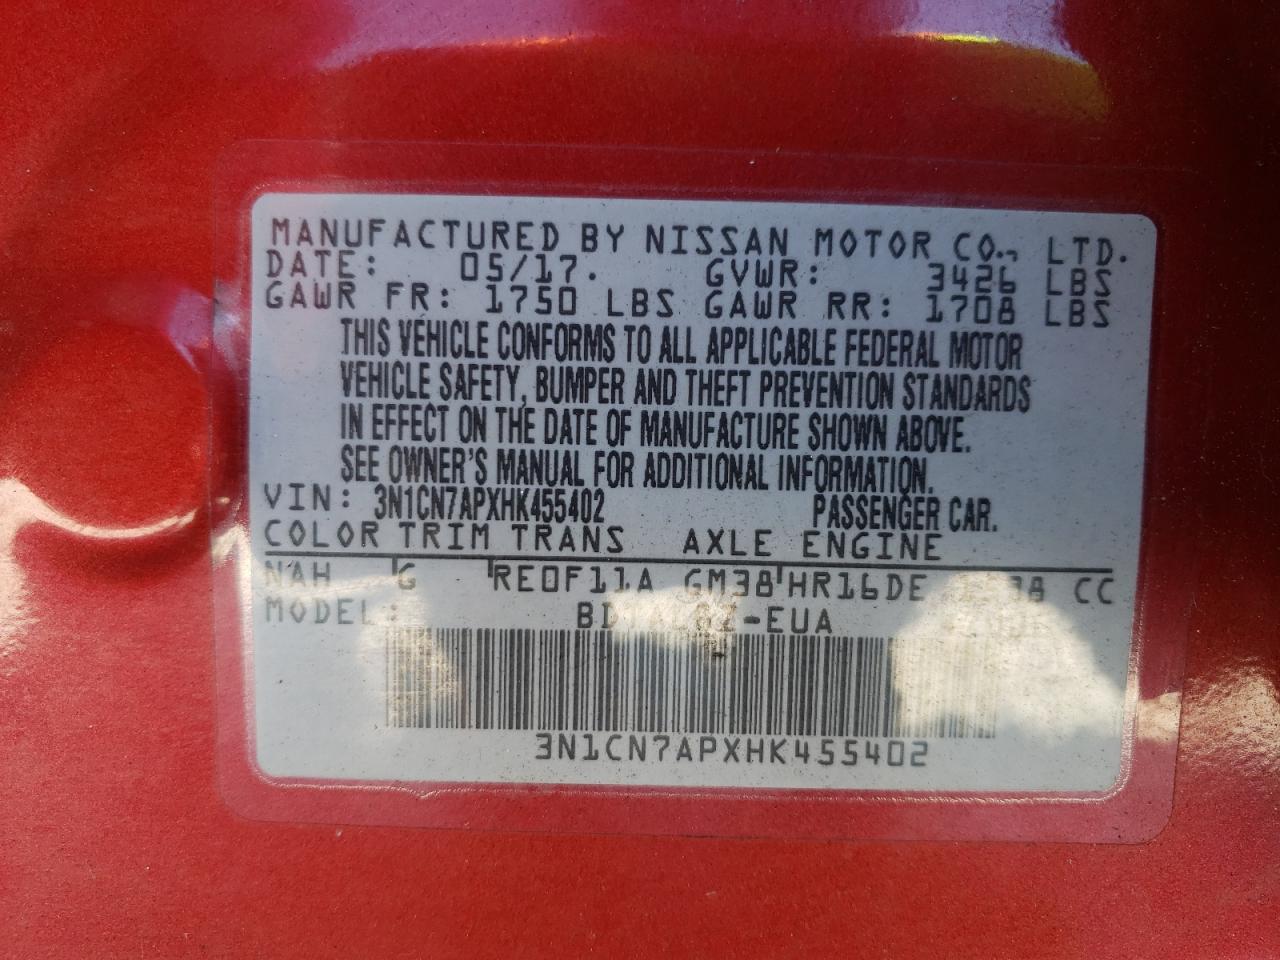 MANUFACTURED BY NISSAN MOTOR CO., LTD.
DATE: 05/17. GVWR: 3426 LBS
GAWR FR: 1750 LBS GAWR RR: 1708 LBS
THIS VEHICLE CONFORMS TO ALL APPLICABLE FEDERAL MOTOR
VEHICLE SAFETY, BUMPER AND THEFT PREVENTION STANDARDS
IN EFFECT ON THE DATE OF MANUFACTURE SHOWN ABOVE.
SEE OWNER'S MANUAL FOR ADDITIONAL INFORMATION.
VIN: 3N1CN7APXHK455402 PASSENGER CAR.
COLOR TRIM TRANS AXLE ENGINE
NAH G RE0F11A GM38 HR16DE CC
MODEL:
3N1CN7APXHK455402